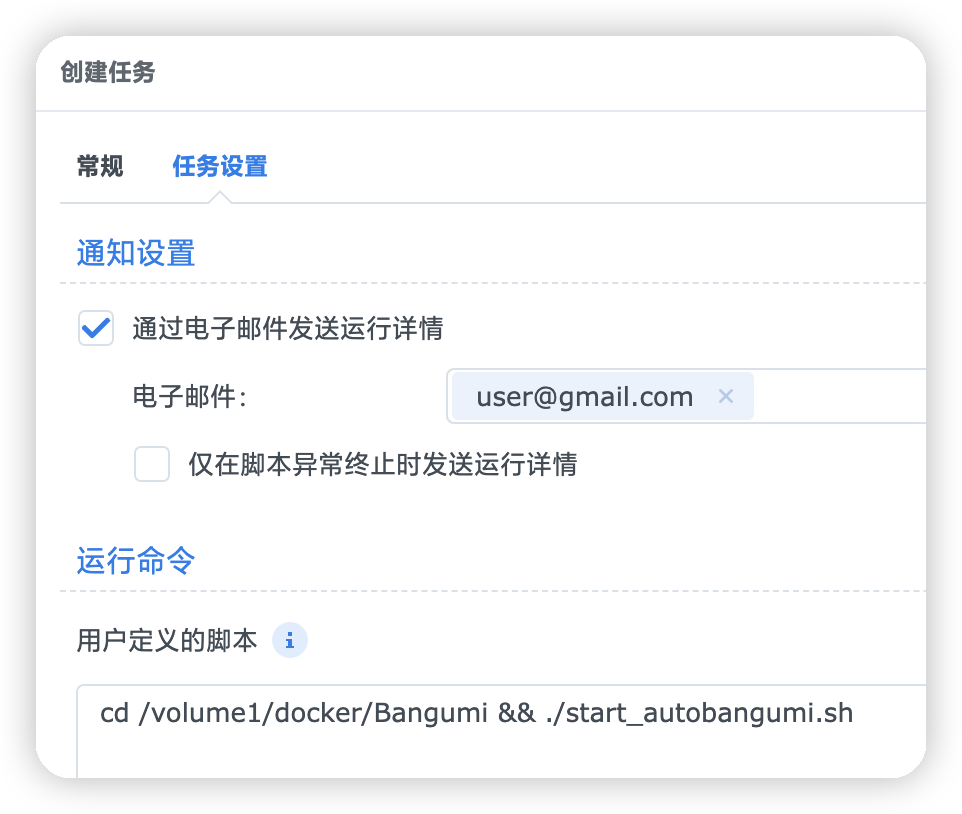 创建任务
常规 任务设置
通知设置
通过电子邮件发送运行详情
电子邮件: user@gmail.com ×
仅在脚本异常终止时发送运行详情
运行命令
用户定义的脚本 i
cd /volume1/docker/Bangumi && ./start_autobangumi.sh